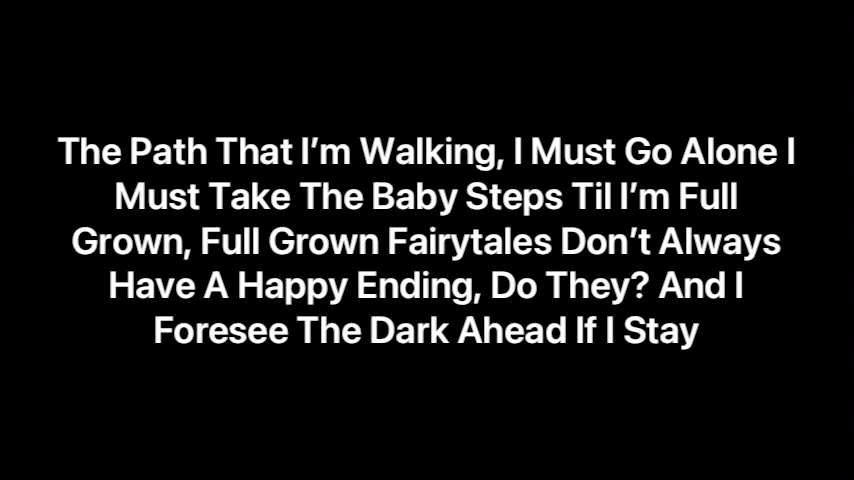 The Path That I’m Walking, I Must Go Alone I
Must Take The Baby Steps Til I’m Full
Grown, Full Grown Fairytales Don’t Always
Have A Happy Ending, Do They? And I
Foresee The Dark Ahead If I Stay